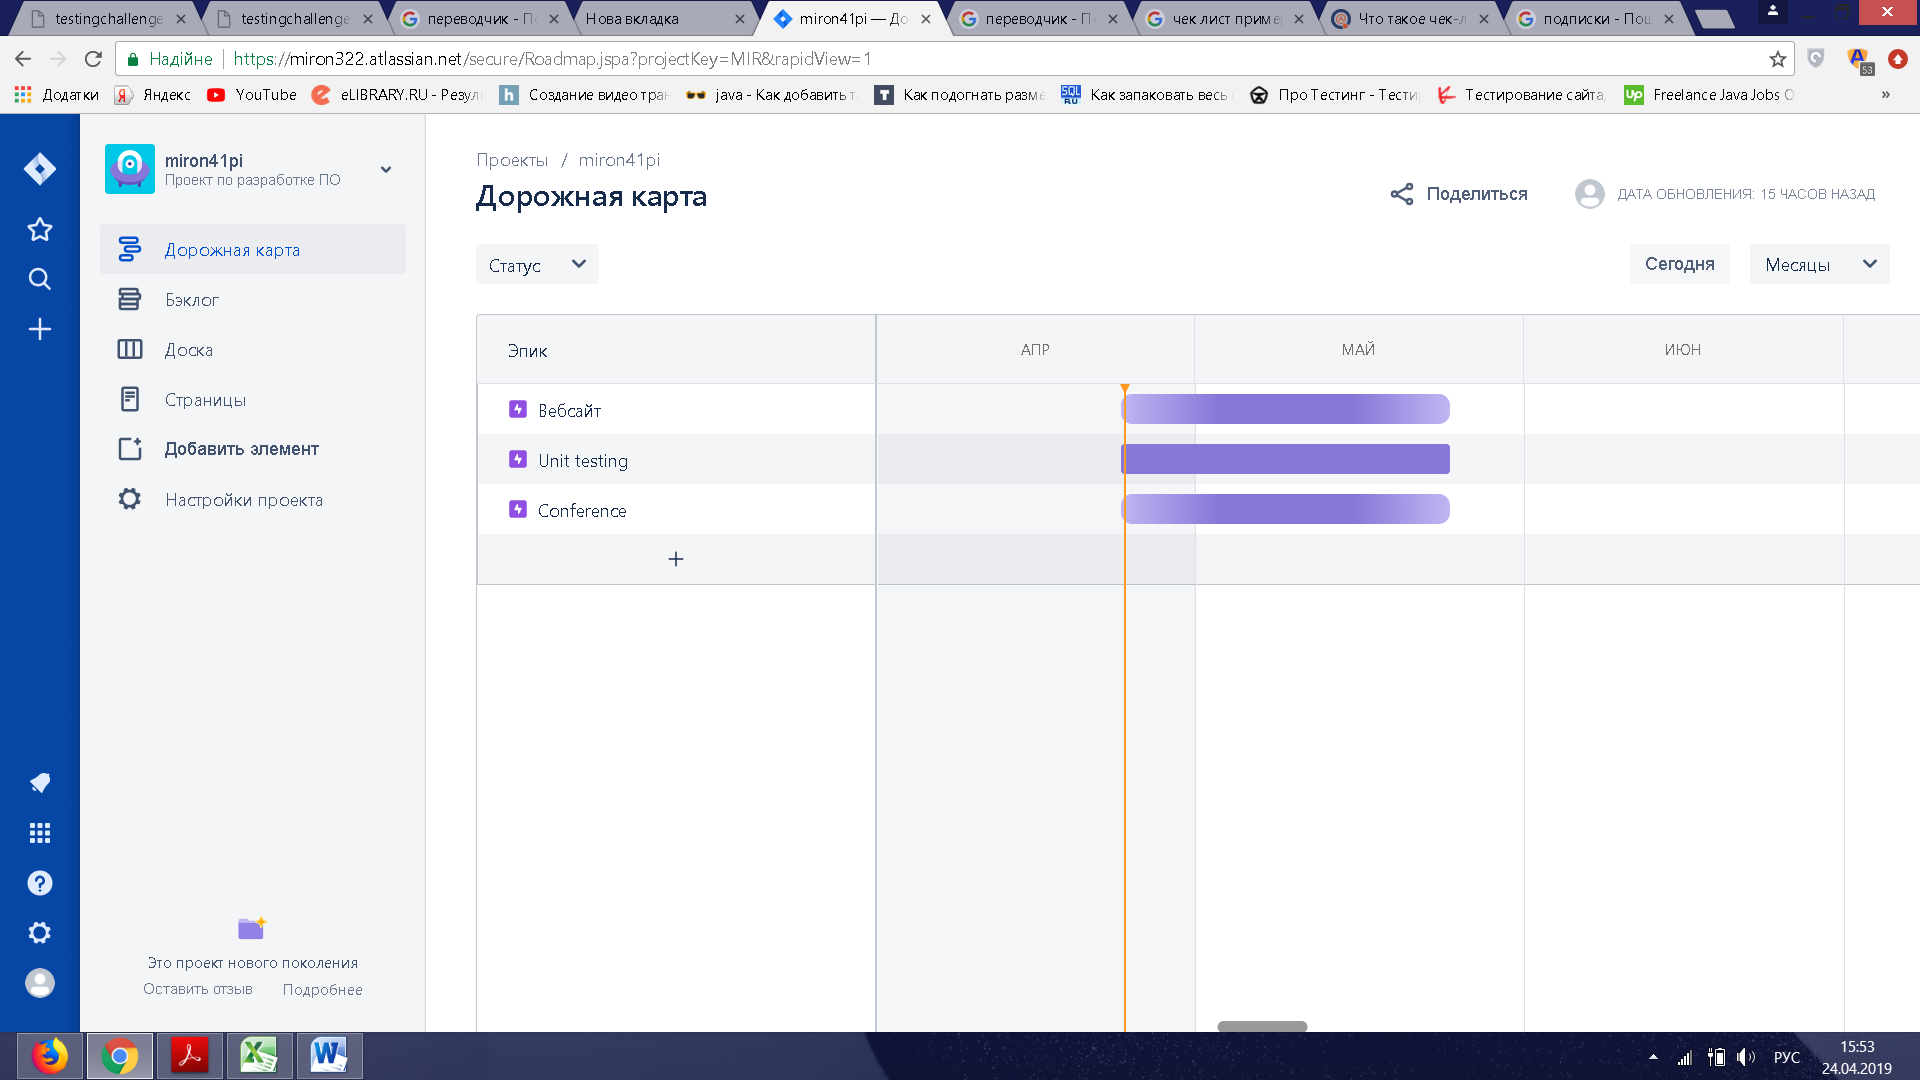 testingchallenge
testingchallenge
переводчик - П
Нова вкладка
miron41pi — До
переводчик - П
чек лист приме
Что такое чек-л
подписки - Пош
Надійне
https://miron322.atlassian.net/secure/Roadmap.jspa?projectKey=MIR&rapidView=1
53
Додатки
Яндекс
YouTube
eLIBRARY.RU - Резул
Создание видео тран
java - Как добавить т
Как подогнать разме
Как запаковать весь
Про Тестинг - Тести
Тестирование сайта,
Freelance Java Jobs O
»
miron41pi
Проект по разработке ПО
Дорожная карта
Бэклог
Доска
Страницы
Добавить элемент
Настройки проекта
Это проект нового поколения
Оставить отзыв Подробнее
Проекты / miron41pi
Дорожная карта
Поделиться
ДАТА ОБНОВЛЕНИЯ: 15 ЧАСОВ НАЗАД
Статус
Сегодня
Месяцы
Эпик
АПР
МАЙ
ИЮН
Вебсайт
Unit testing
Conference
РУС
15:53
24.04.2019